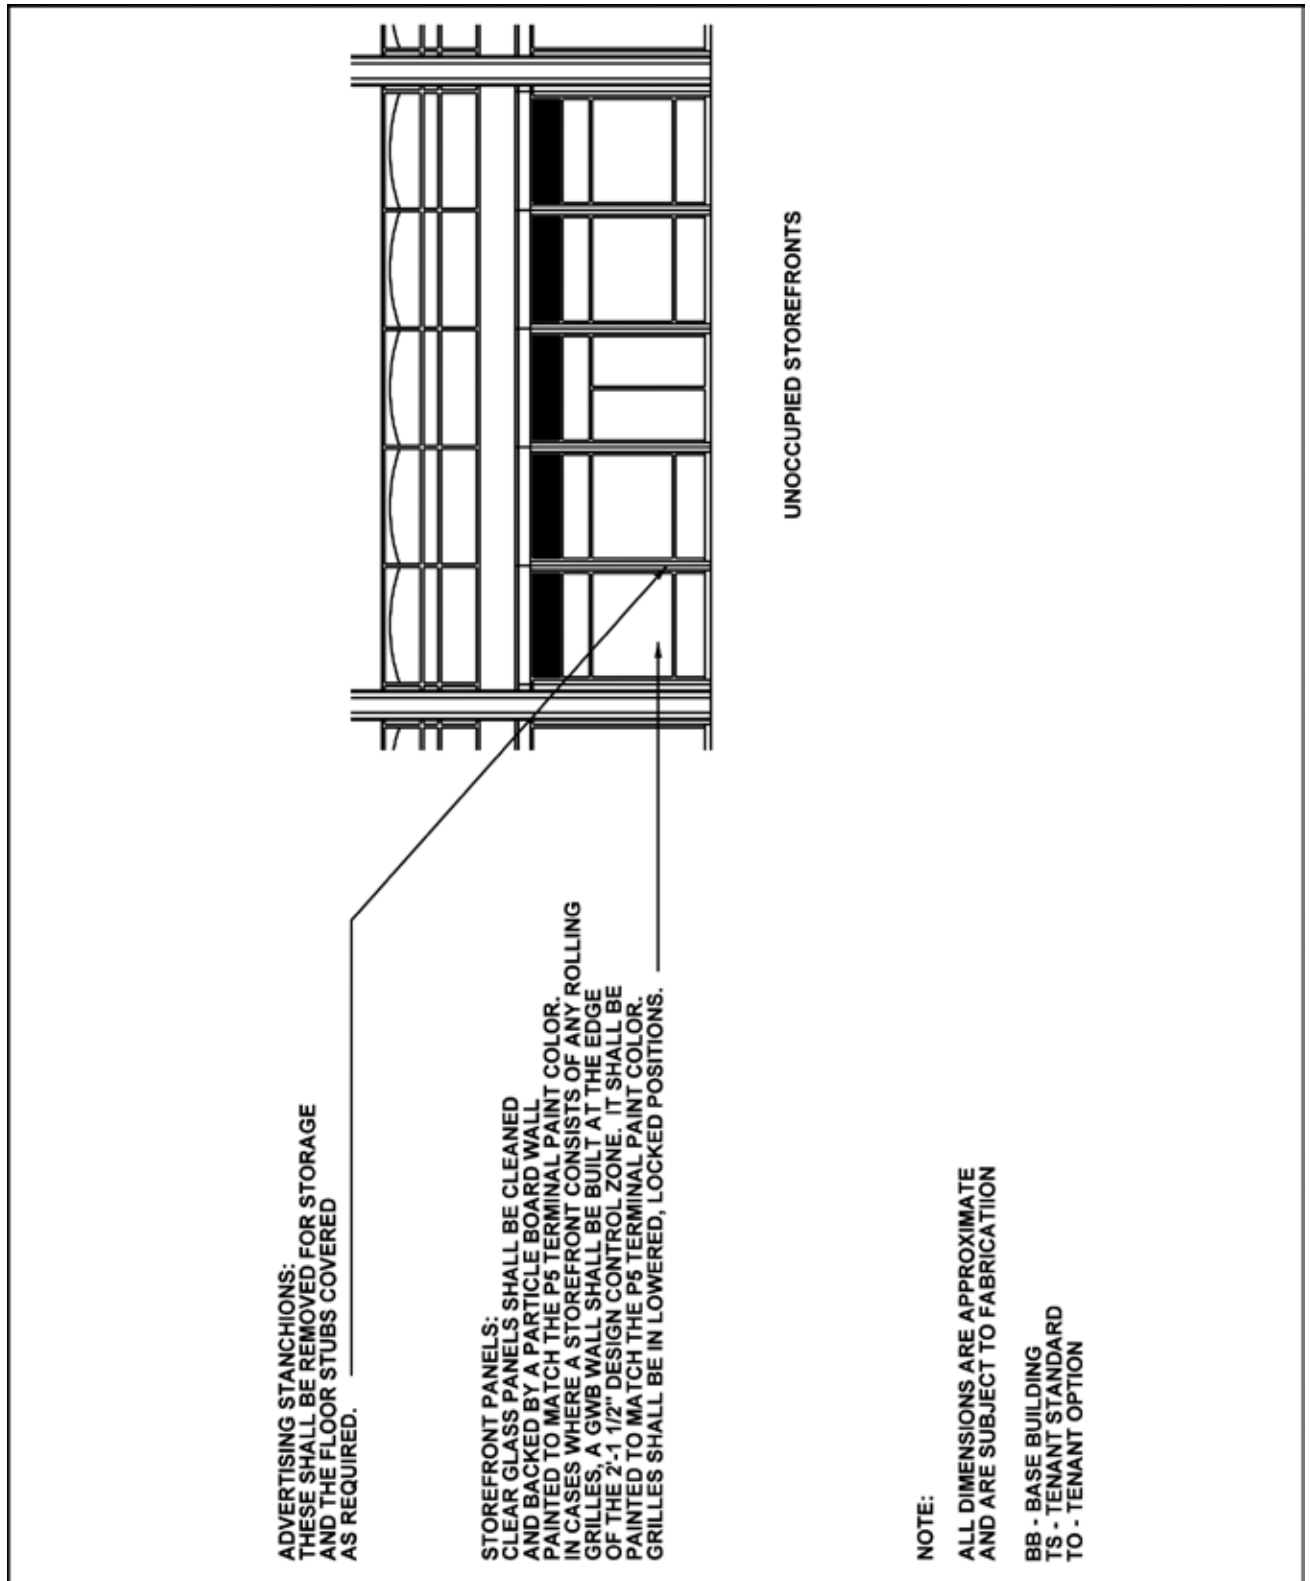 ADVERTISING STANCHIONS:
THESE SHALL BE REMOVED FOR STORAGE
AND THE FLOOR STUBS COVERED
AS REQUIRED.
STOREFRONT PANELS:
CLEAR GLASS PANELS SHALL BE CLEANED
AND BACKED BY A PARTICLE BOARD WALL
PAINTED TO MATCH THE P5 TERMINAL PAINT COLOR.
IN CASES WHERE A STOREFRONT CONSISTS OF ANY ROLLING
GRILLES, A GWB WALL SHALL BE BUILT AT THE EDGE
OF THE 2'-1 1/2" DESIGN CONTROL ZONE.  IT SHALL BE
PAINTED TO MATCH THE P5 TERMINAL PAINT COLOR.
GRILLES SHALL BE IN LOWERED, LOCKED POSITIONS.
UNOCCUPIED STOREFRONTS
NOTE:
ALL DIMENSIONS ARE APPROXIMATE
AND ARE SUBJECT TO FABRICATIION
BB - BASE BUILDING
TS - TENANT STANDARD
TO - TENANT OPTION